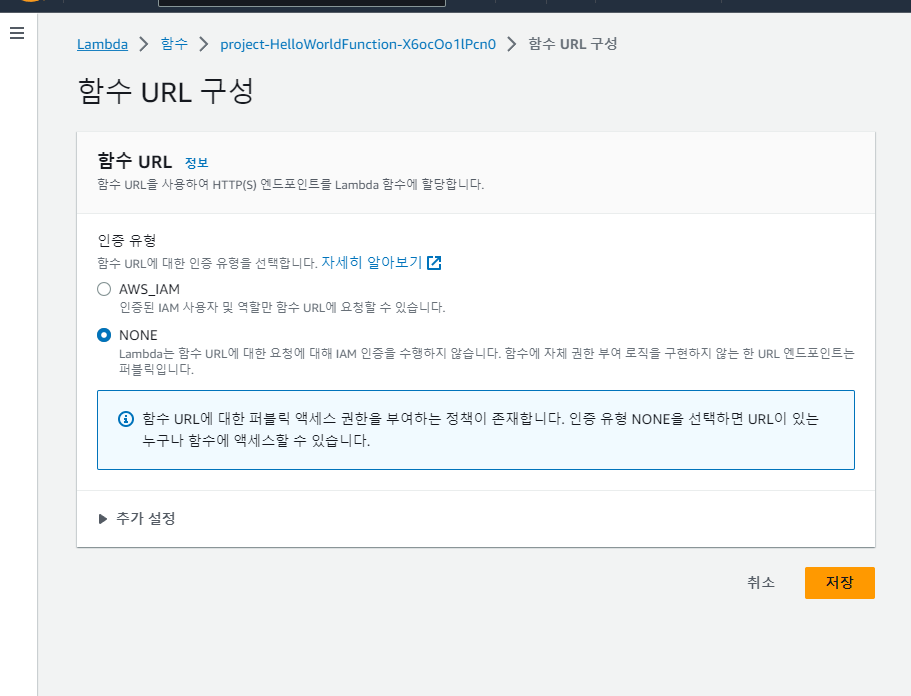 Lambda > 함수 > project-HelloWorldFunction-X6ocOo1lPcn0 > 함수 URL 구성
함수 URL 구성
함수 URL 정보
함수 URL을 사용하여 HTTP(S) 엔드포인트를 Lambda 함수에 할당합니다.
인증 유형
함수 URL에 대한 인증 유형을 선택합니다. 자세히 알아보기
AWS_IAM
인증된 IAM 사용자 및 역할만 함수 URL에 요청할 수 있습니다.
NONE
Lambda는 함수 URL에 대한 요청에 대해 IAM 인증을 수행하지 않습니다. 함수에 자체 권한 부여 로직을 구현하지 않는 한 URL 엔드포인트는
퍼블릭입니다.
함수 URL에 대한 퍼블릭 액세스 권한을 부여하는 정책이 존재합니다. 인증 유형 NONE을 선택하면 URL이 있는
누구나 함수에 액세스할 수 있습니다.
추가 설정
취소 저장